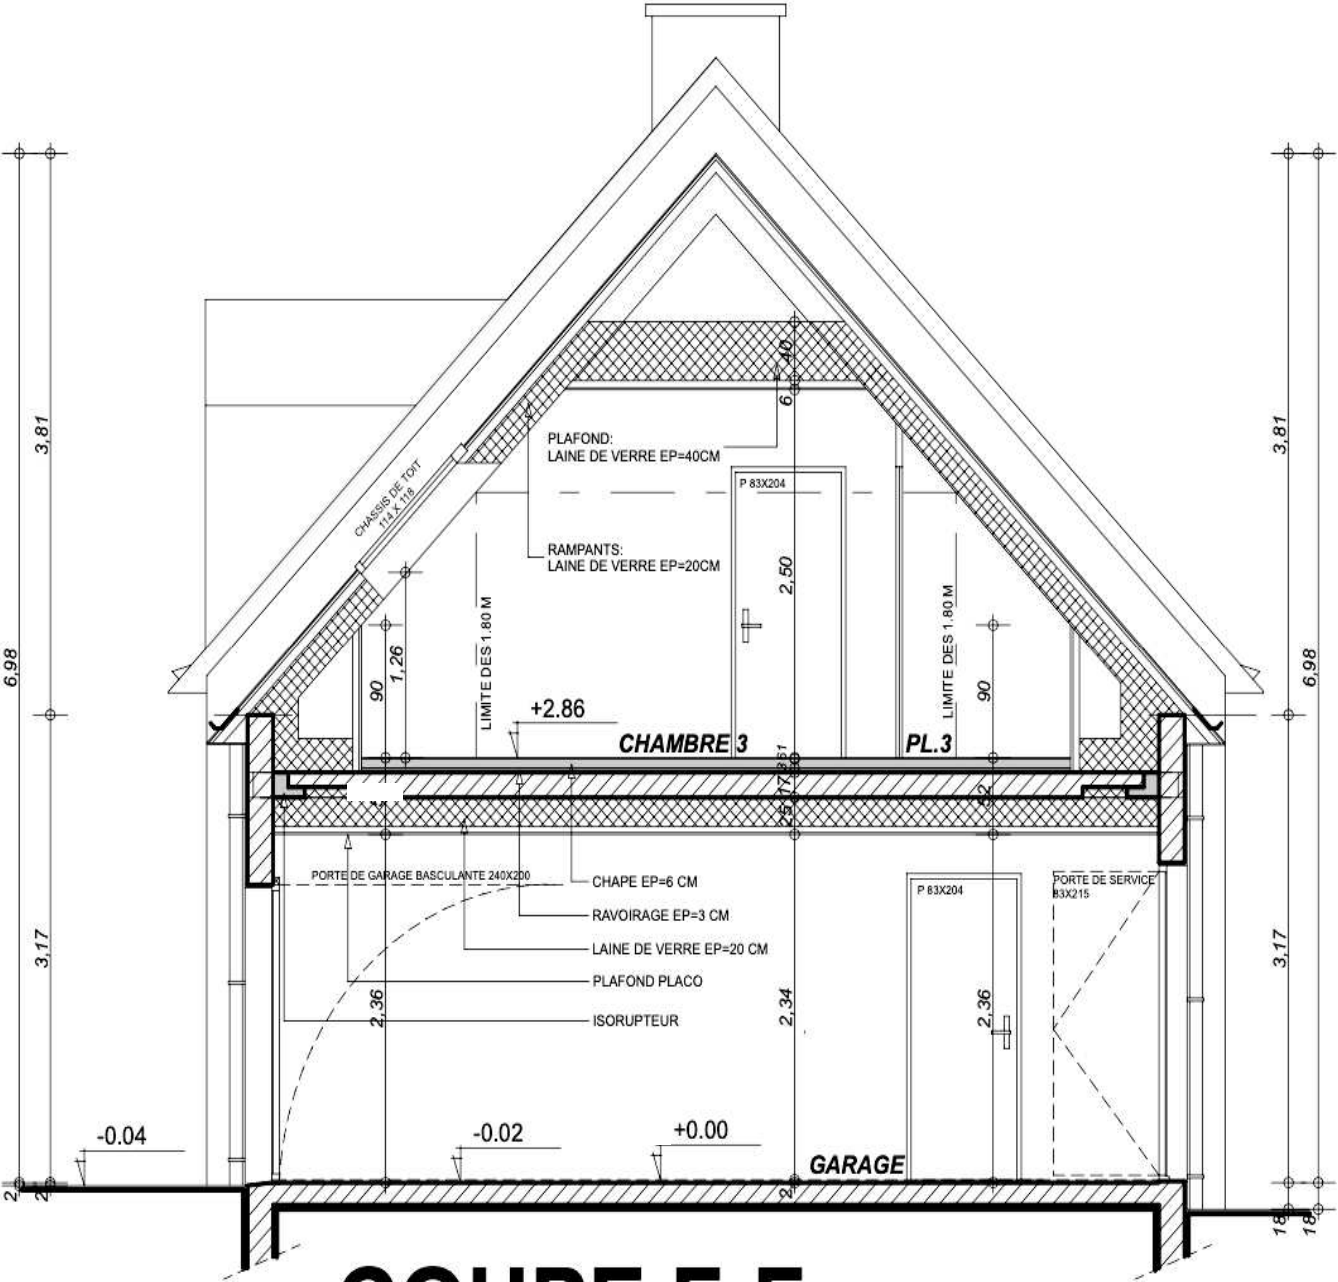 40
6
3,81
3,81
PLAFOND:
LAINE DE VERRE EP=40CM
CHASSIS DE TOIT
114 X 118
P 83X204
RAMPANTS:
LAINE DE VERRE EP=20CM
2,50
LIMITE DES 1.80 M
LIMITE DES 1.80 M
6,98
6,98
1,26
90
90
+2.86
CHAMBRE 3
PL.3
17
25
52
PORTE DE GARAGE BASCULANTE 240X200
CHAPE EP=6 CM
P 83X204
PORTE DE SERVICE
83X215
RAVOIRAGE EP=3 CM
3,17
3,17
LAINE DE VERRE EP=20 CM
PLAFOND PLACO
2,36
2,34
2,36
ISORUPTEUR
-0.04
-0.02
+0.00
GARAGE
2
2
2
18
18